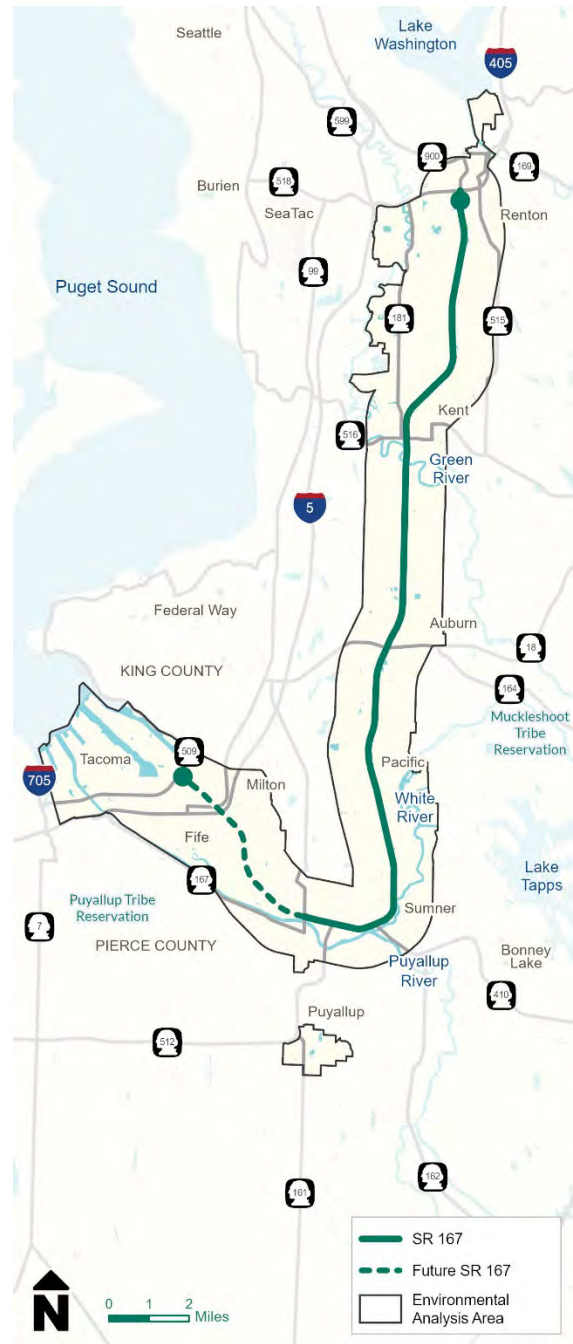 Seattle
Lake
Washington
405
599
900
169
518
Burien
SeaTac
Renton
99
Puget Sound
181
515
Kent
516
Green
River
5
Federal Way
Auburn
18
KING COUNTY
164
Muckleshoot
Tribe
Reservation
509
Tacoma
Pacific
705
Milton
White
River
Fife
Lake
Tapps
167
Puyallup Tribe
Reservation
Sumner
7
PIERCE COUNTY
Puyallup
River
Bonney
Lake
410
Puyallup
512
162
161
SR 167
Future SR 167
Environmental
Analysis Area
N
0 1 2
Miles